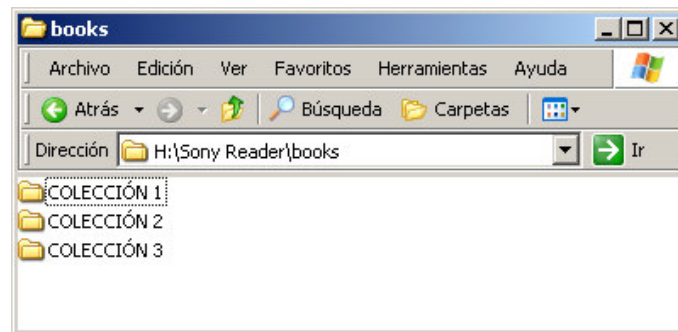 books
Archivo Edición Ver Favoritos Herramientas Ayuda
Atrás Búsqueda Carpetas
Dirección H:\Sony Reader\books Ir
COLECCIÓN 1
COLECCIÓN 2
COLECCIÓN 3